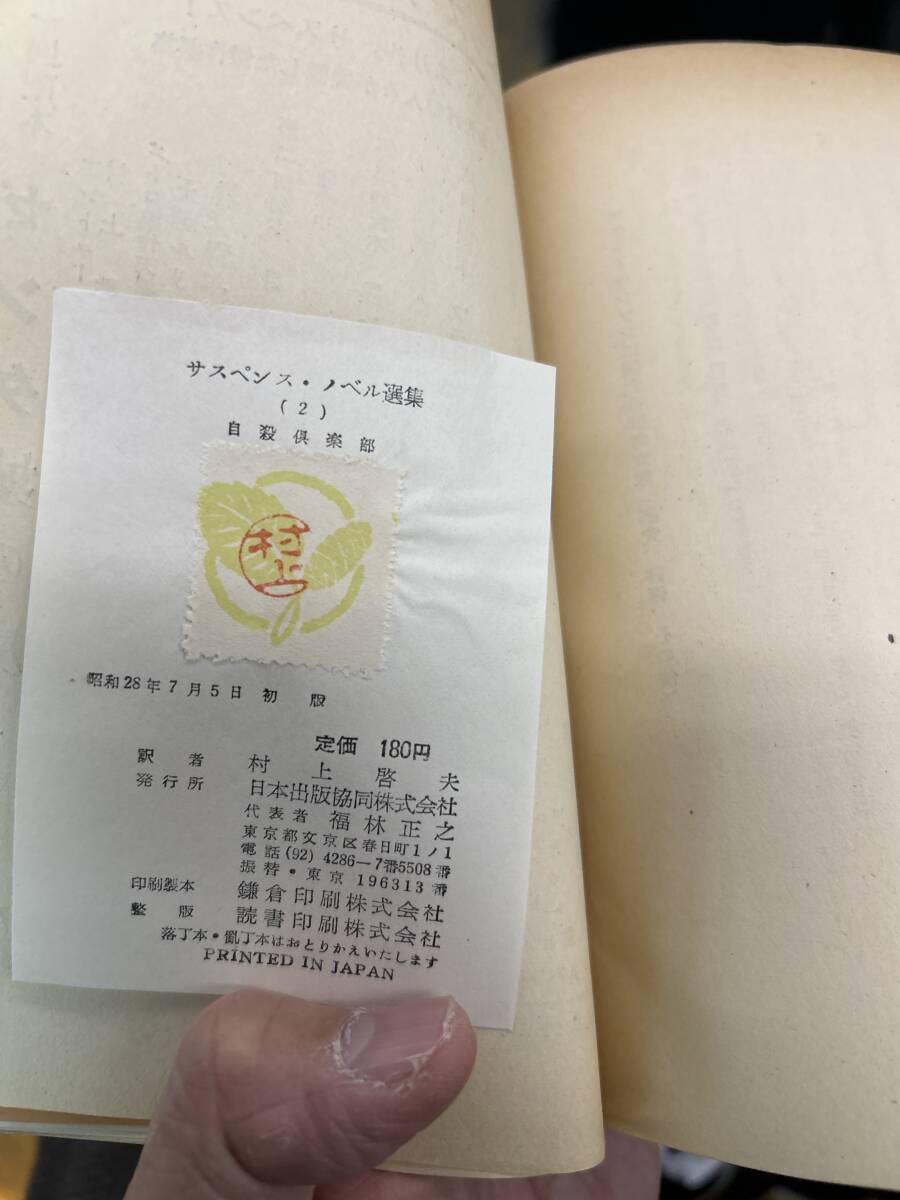 サスペンス・ノベル選集
(2)
自殺倶楽部
村上
昭和28年7月5日 初版
定価 180円
訳者 村上啓夫
発行所 日本出版協同株式会社
代表者 福林正之
東京都文京区春日町1ノ1
電話(92) 4286—7番5508番
振替・東京 196313番
印刷製本 鎌倉印刷株式会社
整版 読書印刷株式会社
落丁本・乱丁本はおとりかえいたします
PRINTED IN JAPAN